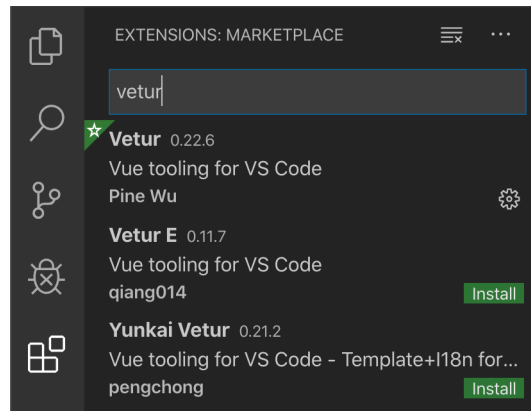 EXTENSIONS: MARKETPLACE
vetur
Vetur 0.22.6
Vue tooling for VS Code
Pine Wu
Vetur E 0.11.7
Vue tooling for VS Code
qiang014
Install
Yunkai Vetur 0.21.2
Vue tooling for VS Code - Template+I18n for...
pengchong
Install